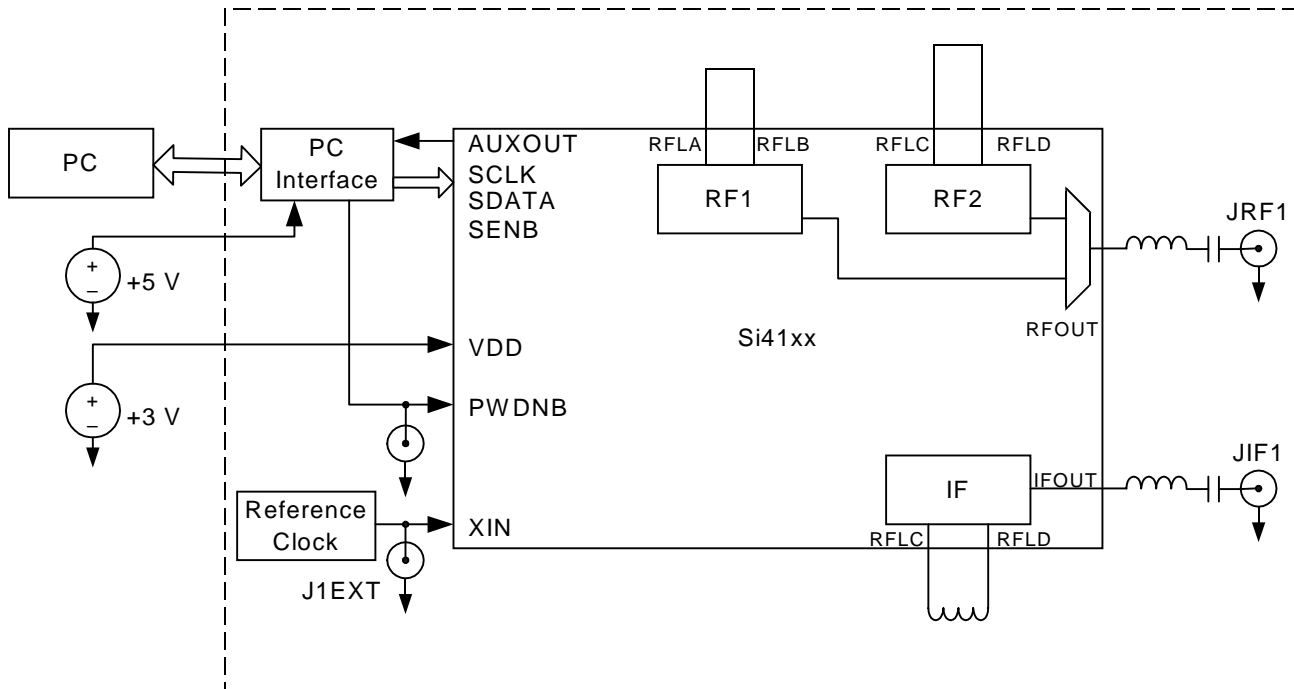 PC
PC
Interface
+5 V
+3 V
AUXOUT
SCLK
SDATA
SENB
VDD
PWDNB
XIN
Reference
Clock
J1EXT
RFLA
RFLB
RF1
RFLC
RFLD
RF2
RFOUT
JRF1
Si41xx
IF
IFOUT
RFLC
RFLD
JIF1